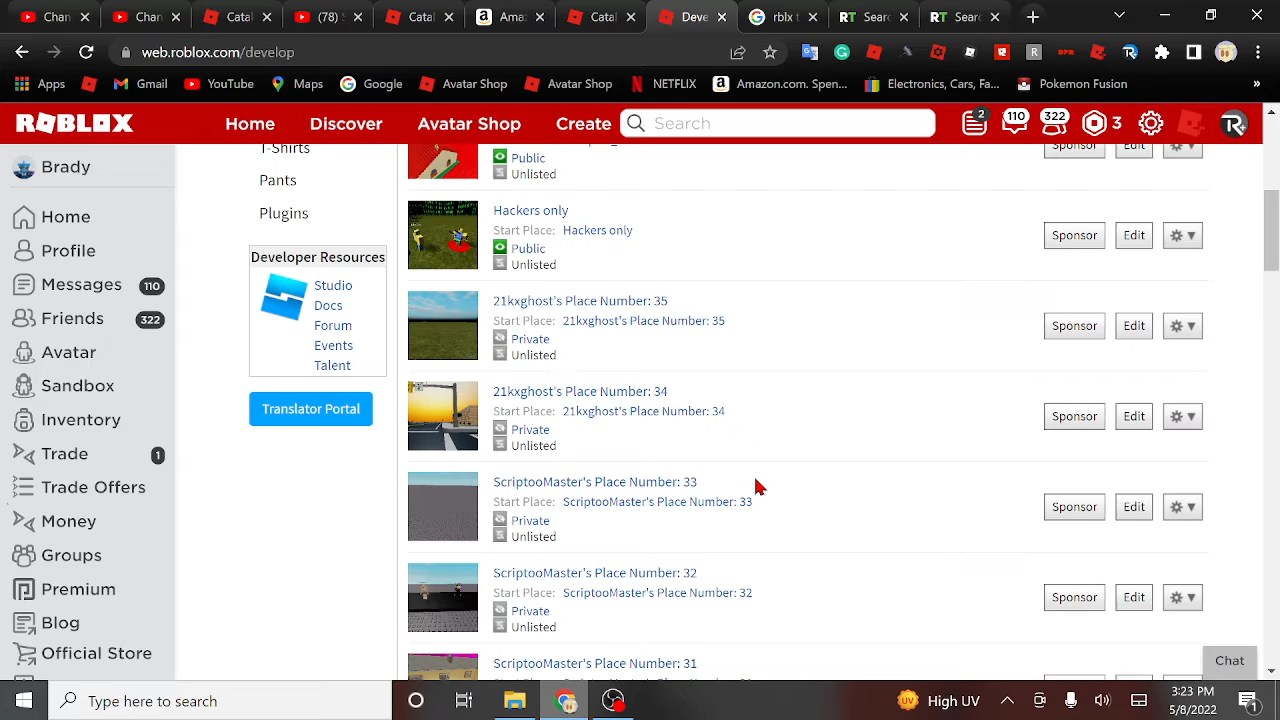 Chan
Chan
Catal
(78) S
Catal
Ama
Catal
Deve
rblx t
Searc
Searc
web.roblox.com/develop
Apps
Gmail
YouTube
Maps
Google
Avatar Shop
Avatar Shop
NETFLIX
Amazon.com. Spen...
Electronics, Cars, Fa...
Pokemon Fusion
ROBLOX
Home
Discover
Avatar Shop
Create
Search
2
110
322
3
Brady
Home
Profile
Messages 110
Friends 322
Avatar
Sandbox
Inventory
Trade 1
Trade Offers
Money
Groups
Premium
Blog
Official Store
T-Shirts
Pants
Plugins
Developer Resources
Studio
Docs
Forum
Events
Talent
Translator Portal
Public
Unlisted
Sponsor Edit
Hackers only
Start Place: Hackers only
Public
Unlisted
Sponsor Edit
21kxghost's Place Number: 35
Start Place: 21kxghost's Place Number: 35
Private
Unlisted
Sponsor Edit
21kxghost's Place Number: 34
Start Place: 21kxghost's Place Number: 34
Private
Unlisted
Sponsor Edit
ScriptooMaster's Place Number: 33
Start Place: ScriptooMaster's Place Number: 33
Private
Unlisted
Sponsor Edit
ScriptooMaster's Place Number: 32
Start Place: ScriptooMaster's Place Number: 32
Private
Unlisted
Sponsor Edit
ScriptooMaster's Place Number: 31
Chat
Type here to search
High UV
3:23 PM
5/8/2022
1